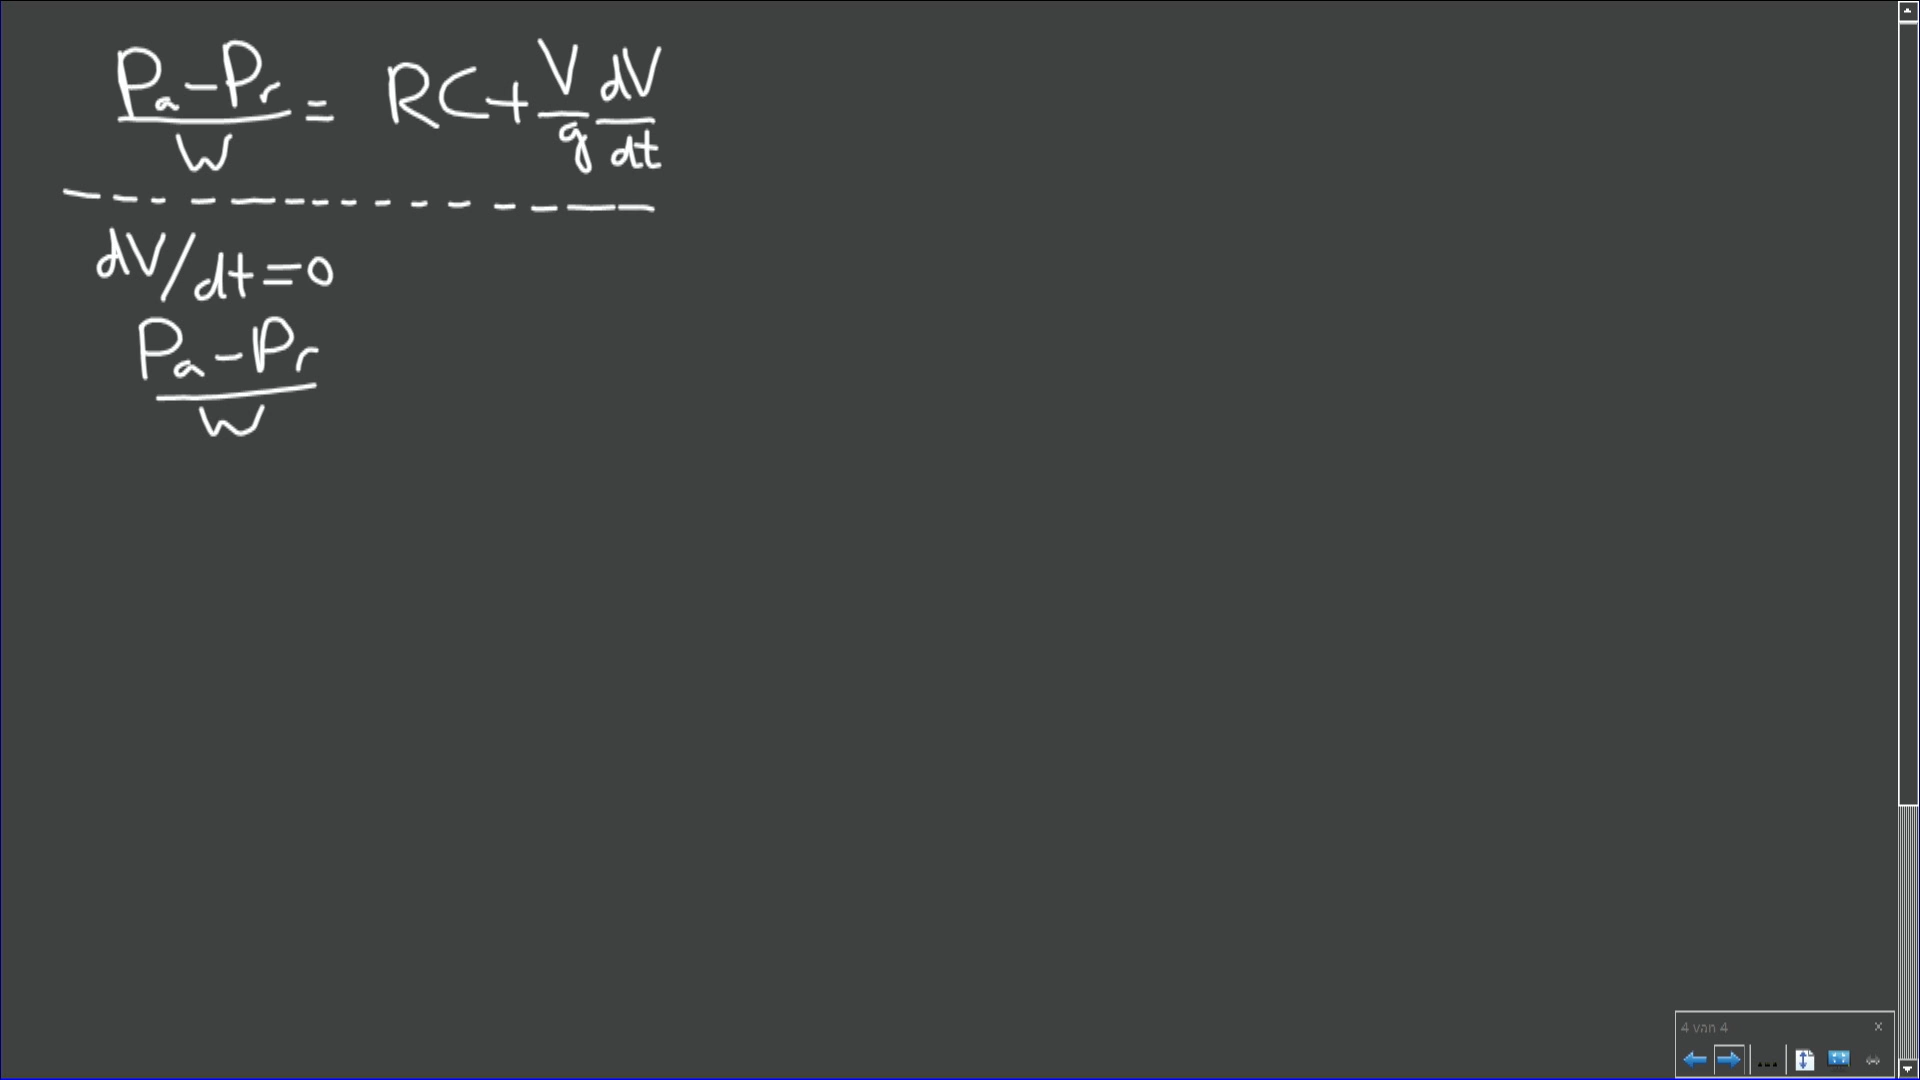 Pa-Pr/W = RC+V/g dV/dt
dV/dt=0
Pa-Pr/W
4 van 4